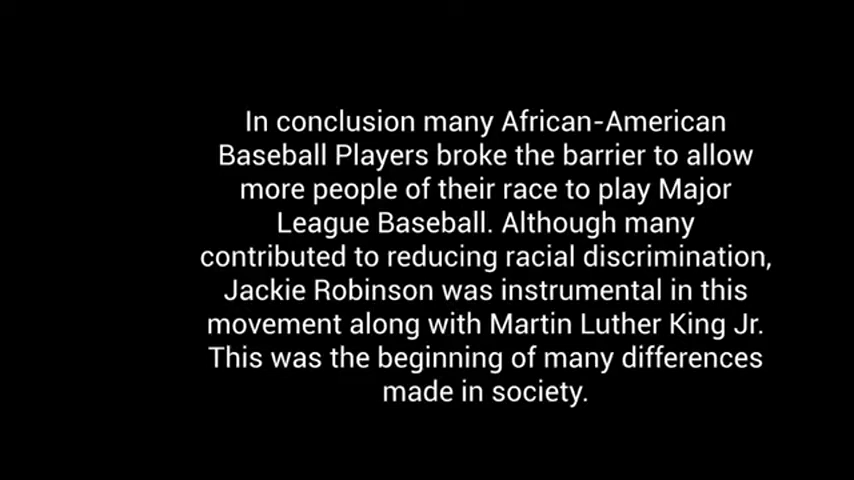 In conclusion many African-American
Baseball Players broke the barrier to allow
more people of their race to play Major
League Baseball. Although many
contributed to reducing racial discrimination,
Jackie Robinson was instrumental in this
movement along with Martin Luther King Jr.
This was the beginning of many differences
made in society.